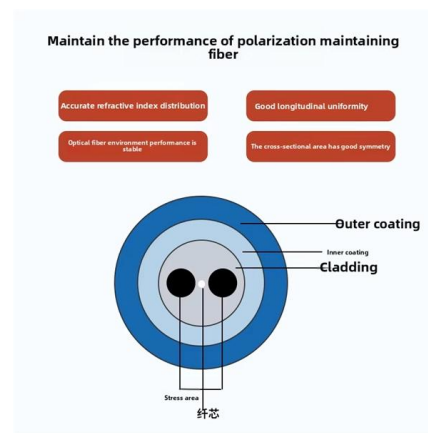 Maintain the performance of polarization maintaining
fiber
Accurate refractive index distribution
Good longitudinal uniformity
Optical fiber environment performance is
stable
The cross-sectional area has good symmetry
Outer coating
Inner coating
Cladding
Stress area
纤芯